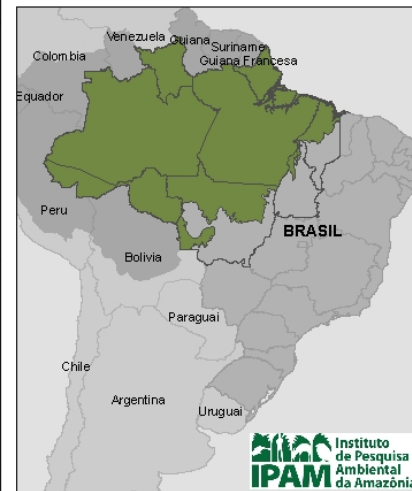 Venezuela
Guiana
Suriname
Colombia
Guiana Francesa
Equador
Peru
BRASIL
Bolivia
Paraguai
Chile
Argentina
Uruguai
IPAM
Instituto
de Pesquisa
Ambiental
da Amazônia